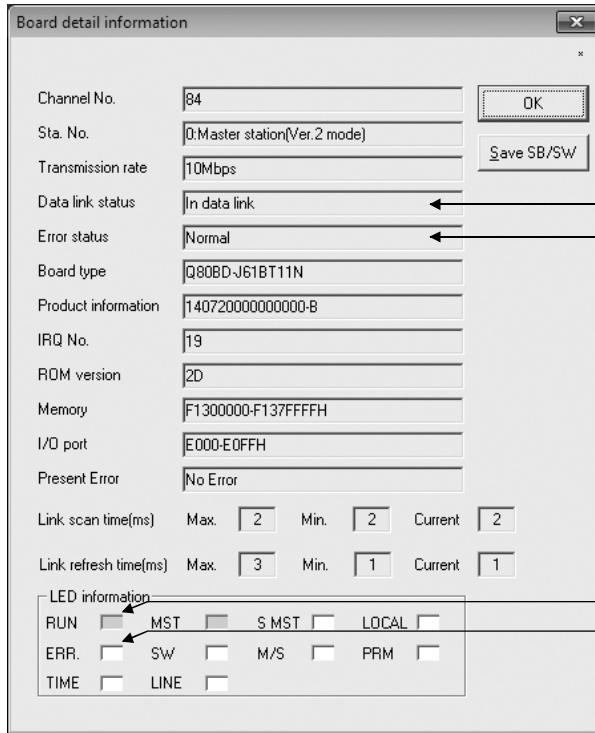 Board detail information
Channel No. 84
OK
Sta. No. 0:Master station(Ver.2 mode)
Save SB/SW
Transmission rate 10Mbps
Data link status In data link
Error status Normal
Board type Q80BD-J61BT11N
Product information 140720000000000-B
IRQ No. 19
ROM version 2D
Memory F1300000-F137FFFFH
I/O port E000-E0FFH
Present Error No Error
Link scan time(ms) Max. 2 Min. 2 Current 2
Link refresh time(ms) Max. 3 Min. 1 Current 1
LED information
RUN MST S MST LOCAL
ERR. SW M/S PRM
TIME LINE